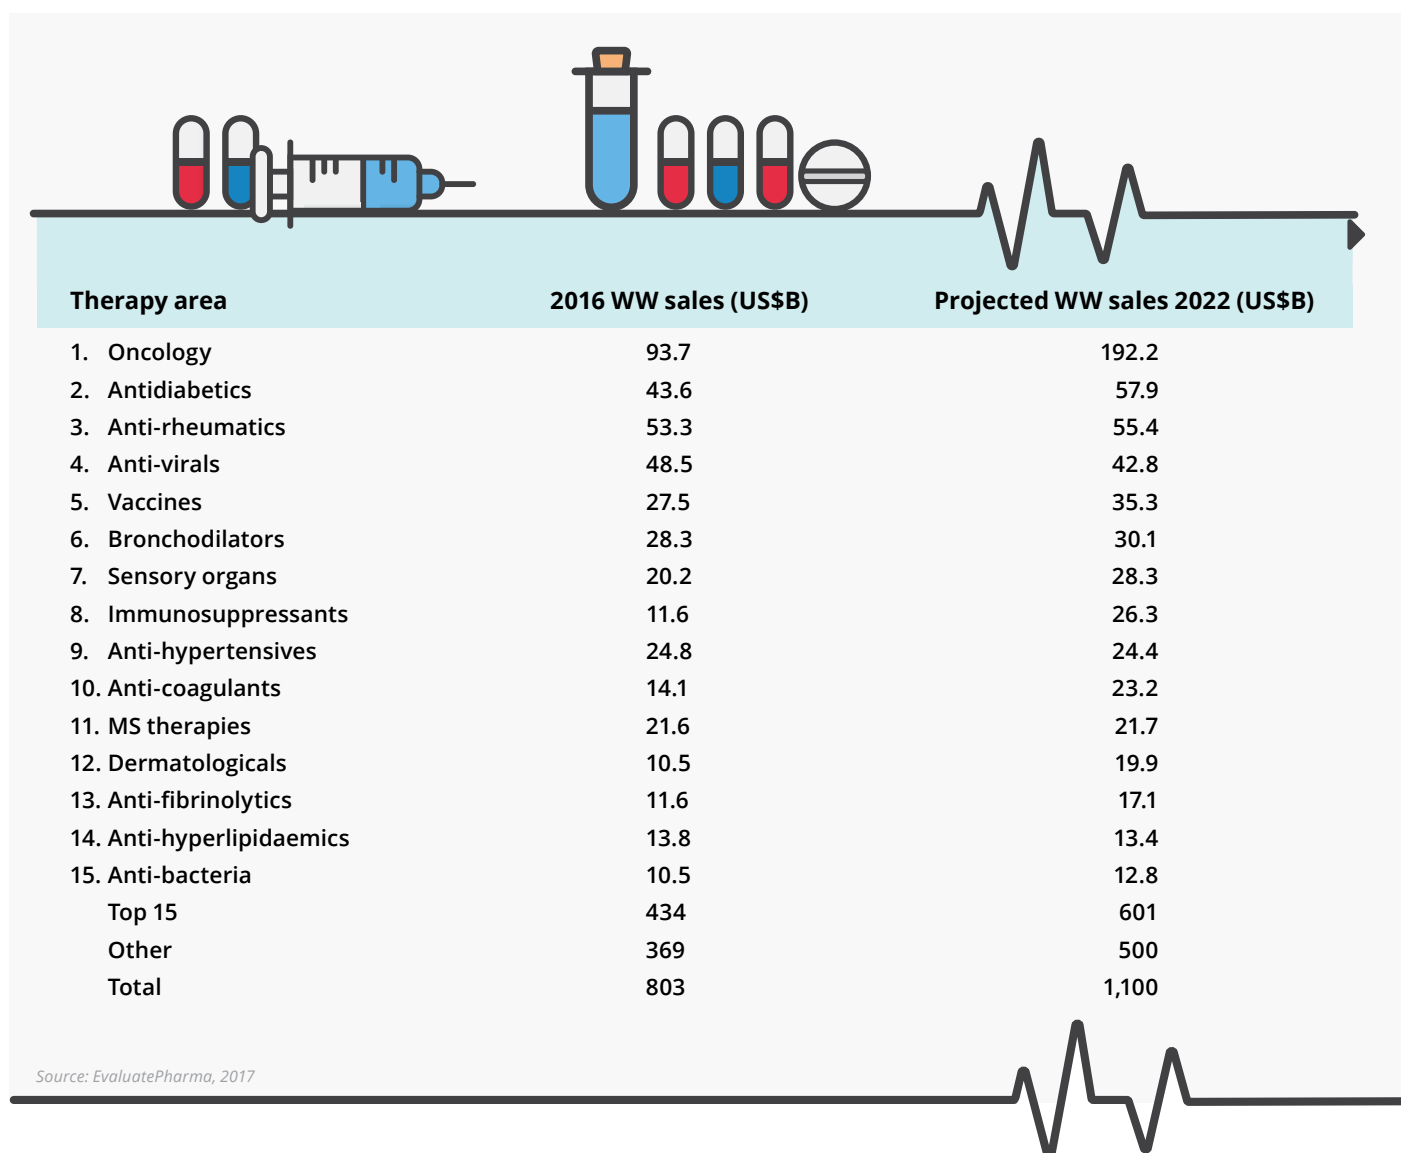 Therapy area 2016 WW sales (US$B) Projected WW sales 2022 (US$B)
1. Oncology 93.7 192.2
2. Antidiabetics 43.6 57.9
3. Anti-rheumatics 53.3 55.4
4. Anti-virals 48.5 42.8
5. Vaccines 27.5 35.3
6. Bronchodilators 28.3 30.1
7. Sensory organs 20.2 28.3
8. Immunosuppressants 11.6 26.3
9. Anti-hypertensives 24.8 24.4
10. Anti-coagulants 14.1 23.2
11. MS therapies 21.6 21.7
12. Dermatologicals 10.5 19.9
13. Anti-fibrinolytics 11.6 17.1
14. Anti-hyperlipidaemics 13.8 13.4
15. Anti-bacteria 10.5 12.8
Top 15 434 601
Other 369 500
Total 803 1,100
Source: EvaluatePharma, 2017